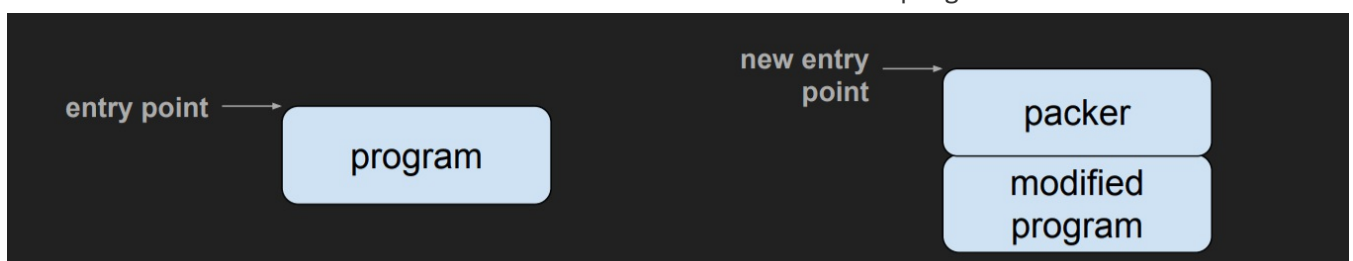 entry point
program
new entry
point
packer
modified
program